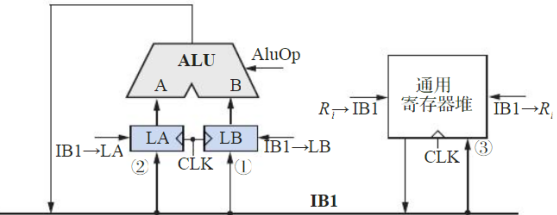 ALU
A
B
AluOp
IB1→LA
LA
LB
IB1→LB
②
CLK
①
通用
寄存器堆
Rᵢ→IB1
IB1→Rᵢ
CLK
③
IB1